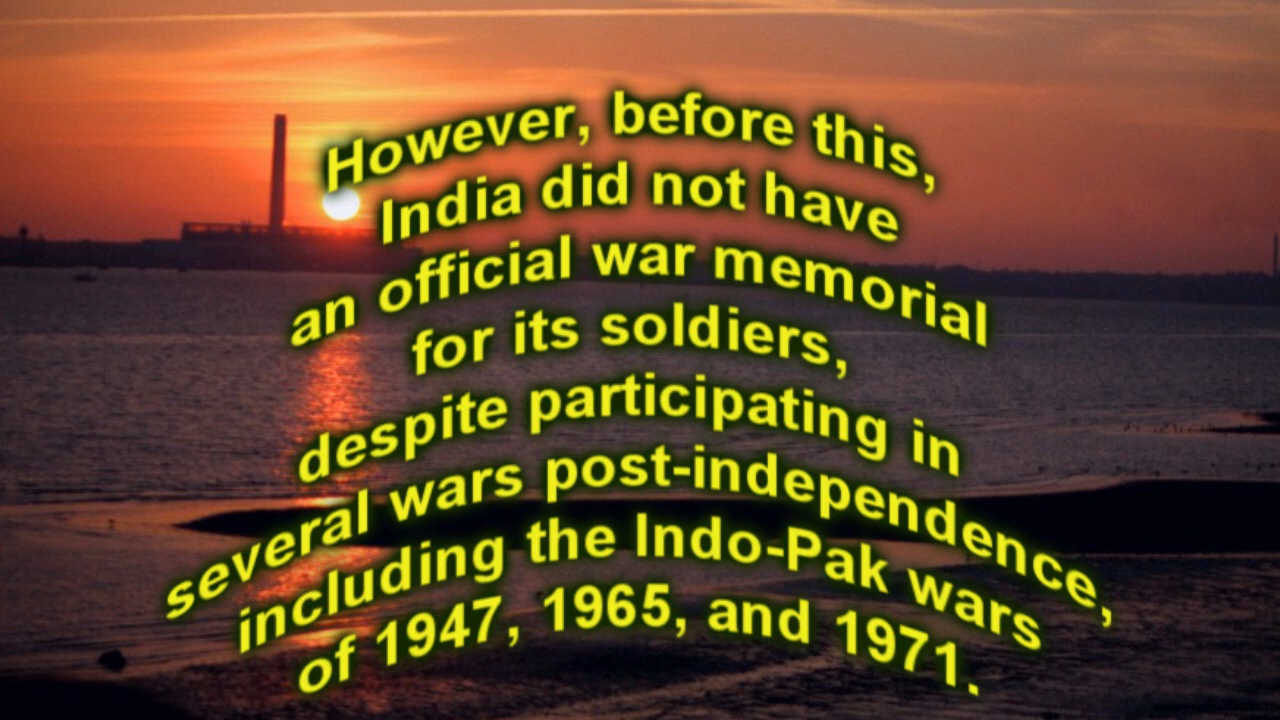 However, before this,
India did not have
an official war memorial
for its soldiers,
despite participating in
several wars post-independence,
including the Indo-Pak wars
of 1947, 1965, and 1971.